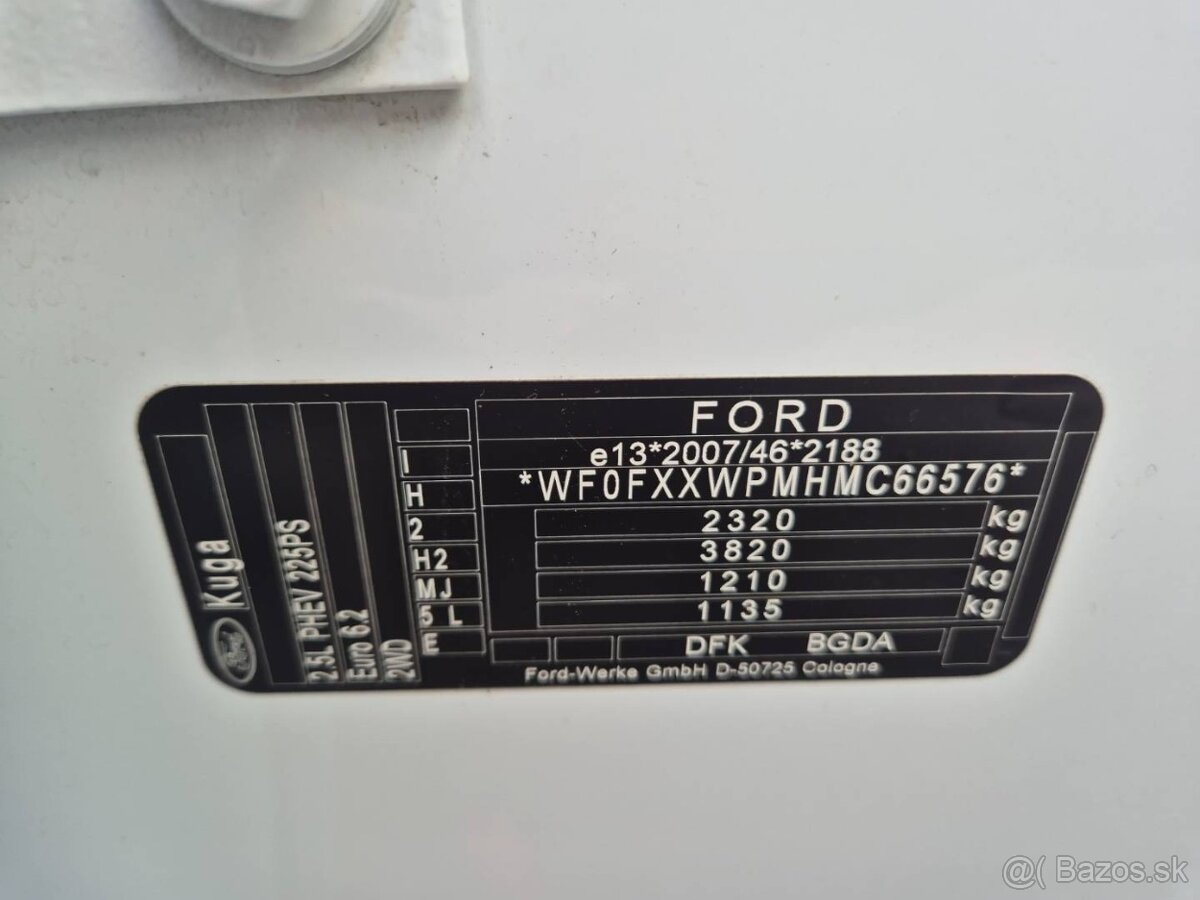 FORD
e13*2007/46*2188
*WF0FXXWPMHMC66576*
2320 kg
3820 kg
1210 kg
1135 kg
DFK BGDA
Ford-Werke GmbH D-50725 Cologne
I
H
2
H2
MJ
5 L
E
Ford Kuga
2.5L PHEV 225PS
Euro 6.2
2WD
@( Bazos.sk